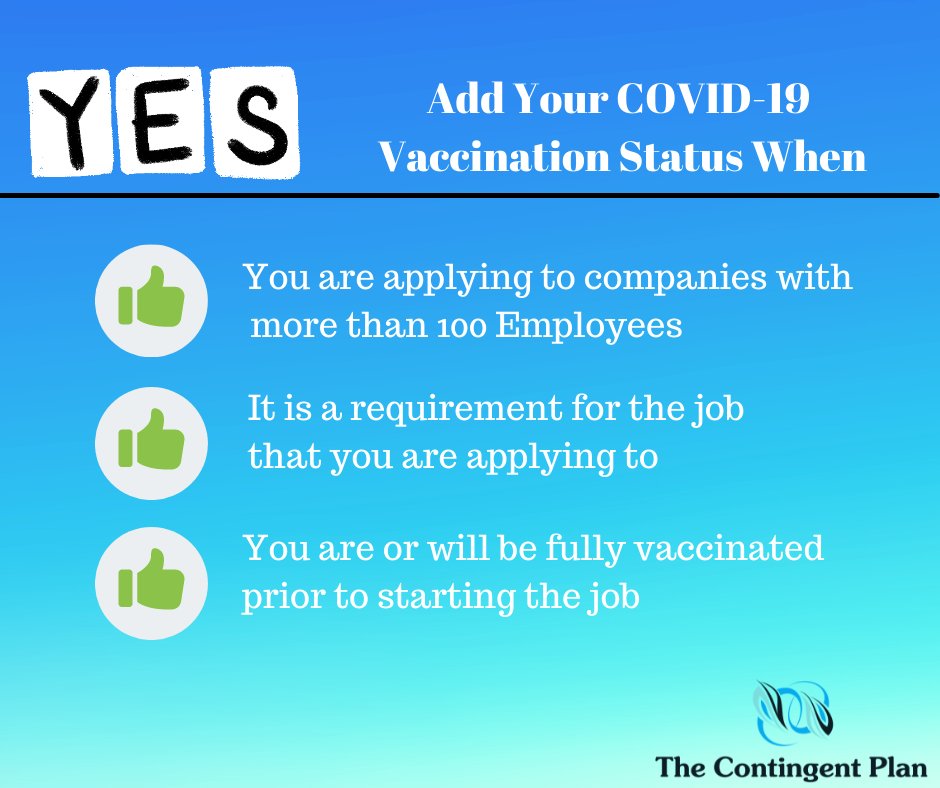 YES
Add Your COVID-19
Vaccination Status When
You are applying to companies with
more than 100 Employees
It is a requirement for the job
that you are applying to
You are or will be fully vaccinated
prior to starting the job
The Contingent Plan